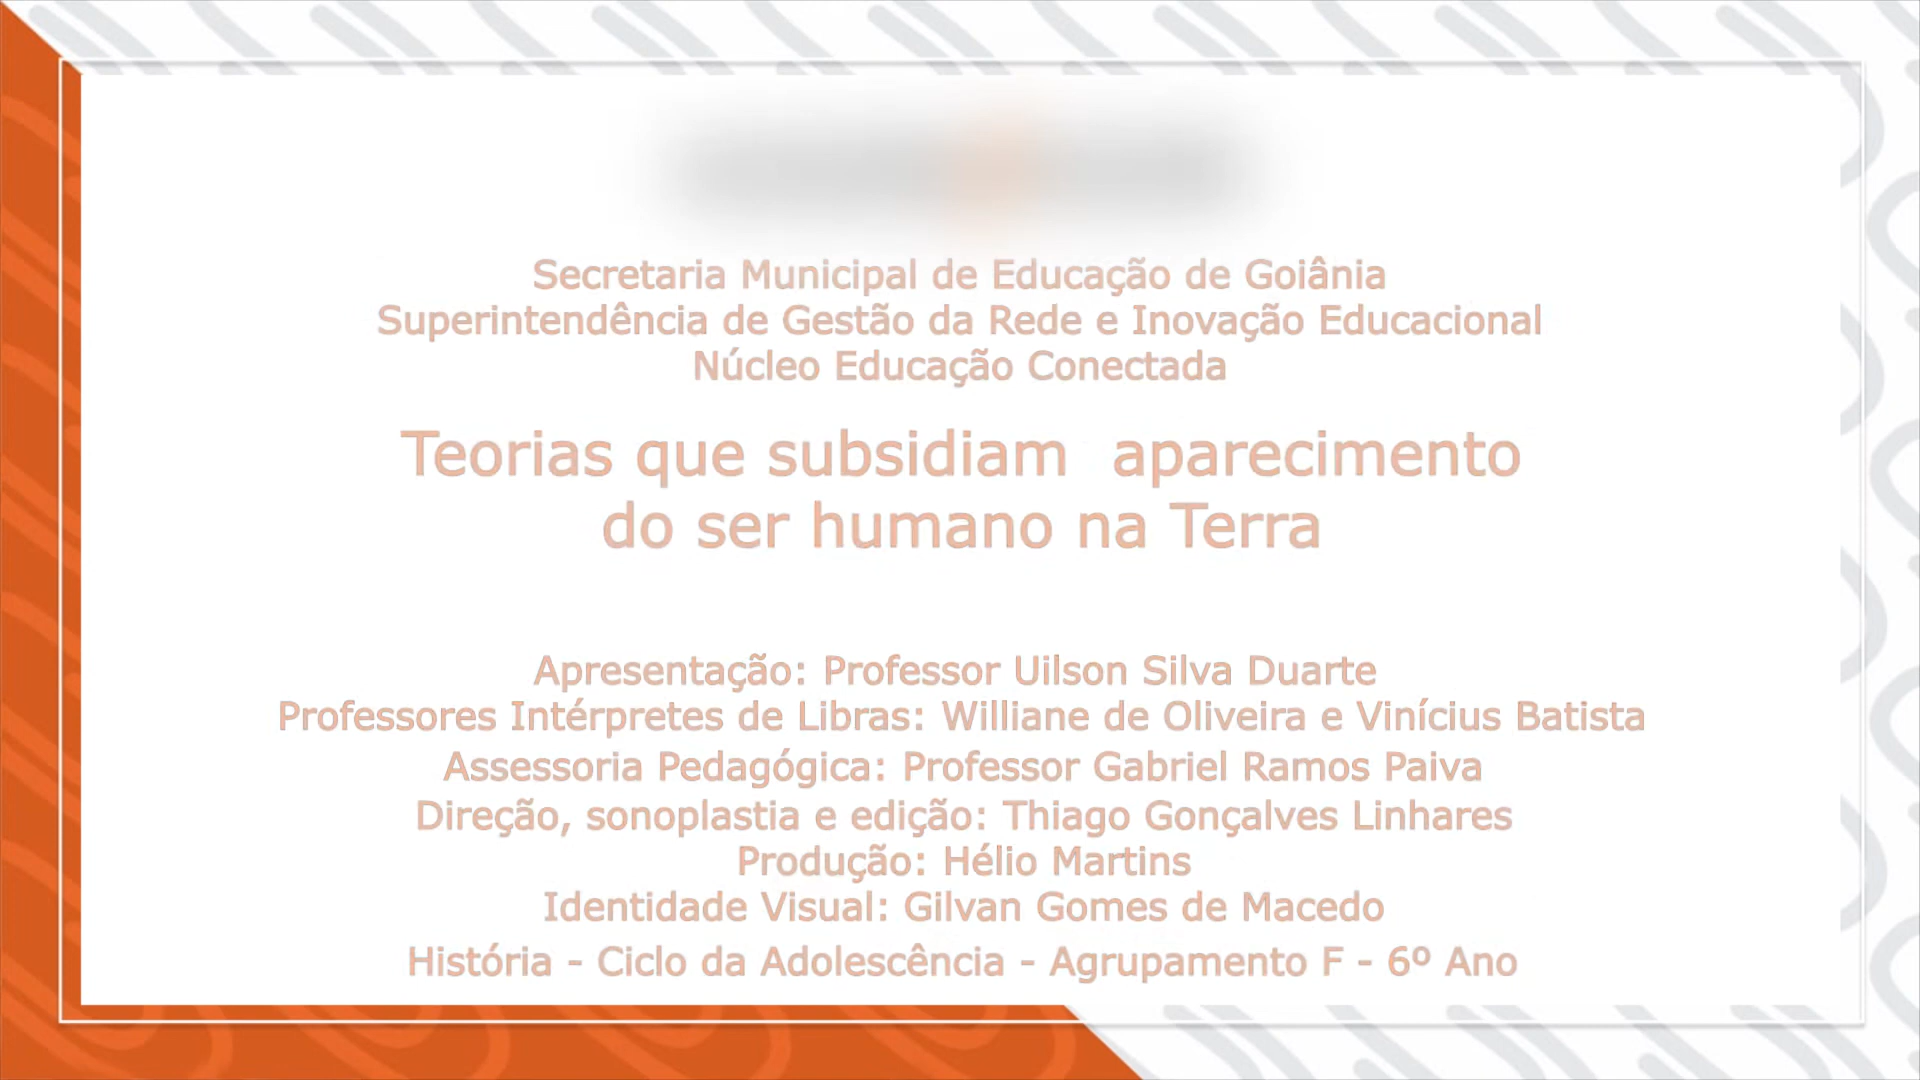 Secretaria Municipal de Educação de Goiânia
Superintendência de Gestão da Rede e Inovação Educacional
Núcleo Educação Conectada
Teorias que subsidiam aparecimento
do ser humano na Terra
Apresentação: Professor Uilson Silva Duarte
Professores Intérpretes de Libras: Williane de Oliveira e Vinícius Batista
Assessoria Pedagógica: Professor Gabriel Ramos Paiva
Direção, sonoplastia e edição: Thiago Gonçalves Linhares
Produção: Hélio Martins
Identidade Visual: Gilvan Gomes de Macedo
História - Ciclo da Adolescência - Agrupamento F - 6º Ano